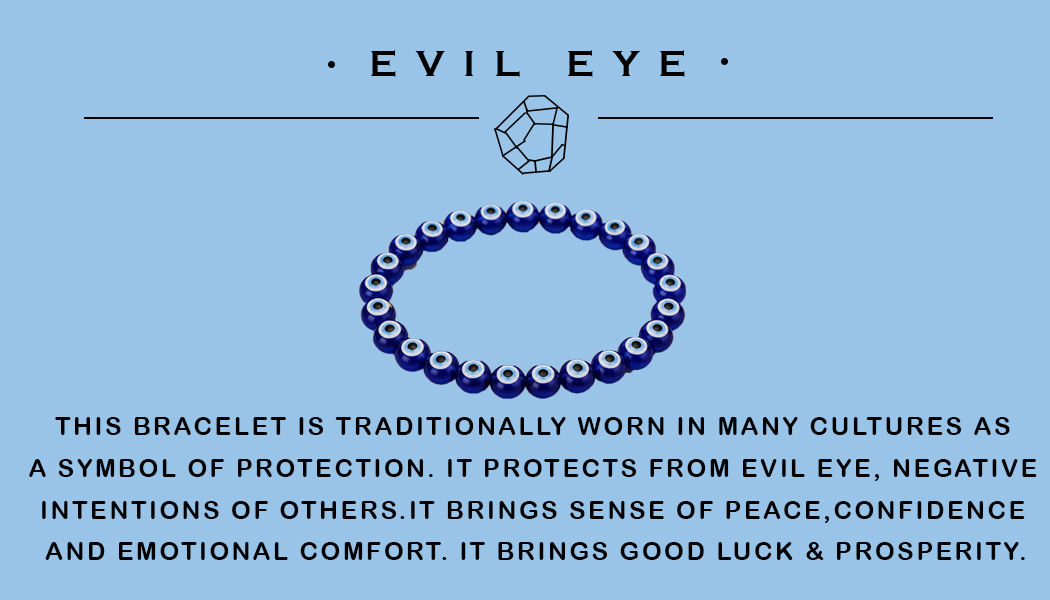 • EVIL EYE •
THIS BRACELET IS TRADITIONALLY WORN IN MANY CULTURES AS
A SYMBOL OF PROTECTION. IT PROTECTS FROM EVIL EYE, NEGATIVE
INTENTIONS OF OTHERS.IT BRINGS SENSE OF PEACE,CONFIDENCE
AND EMOTIONAL COMFORT. IT BRINGS GOOD LUCK & PROSPERITY.